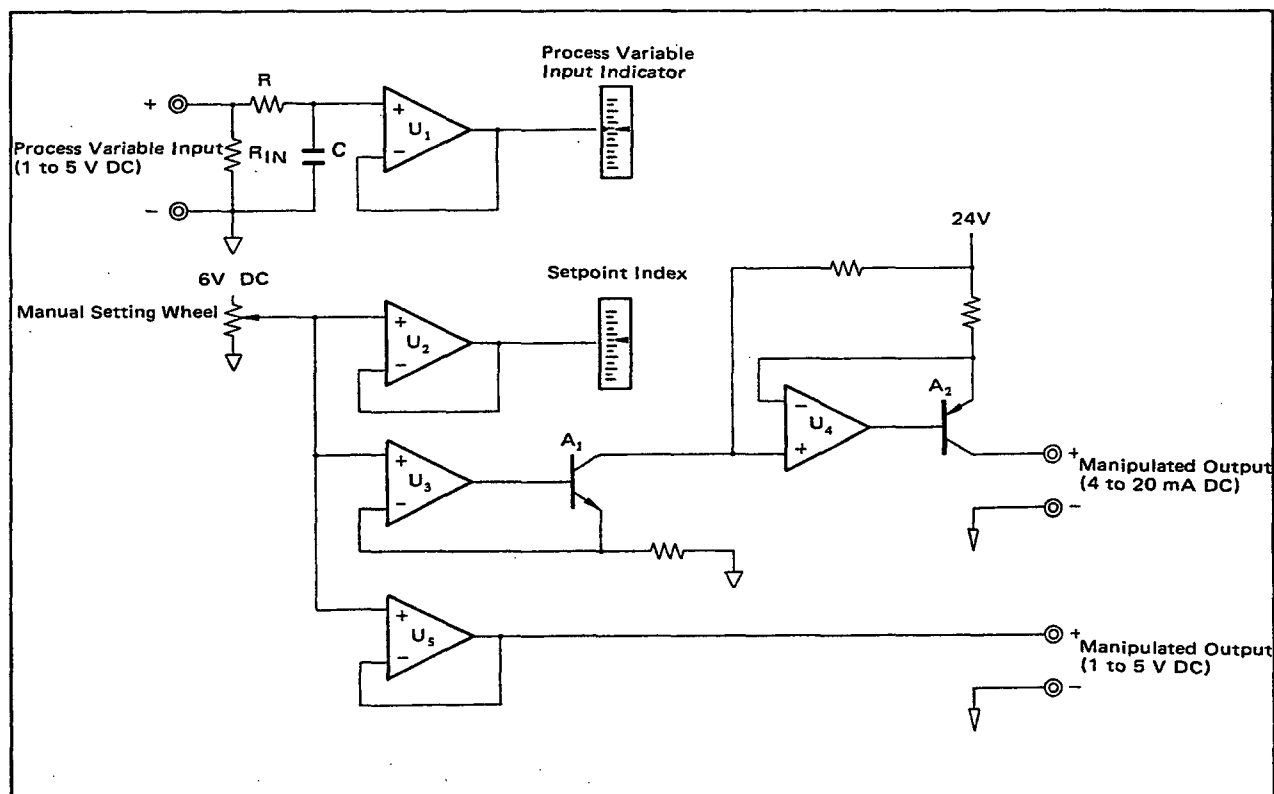 Process Variable
Input Indicator
R
+
+
U1
Process Variable Input
(1 to 5 V DC)
RIN
C
−
−
24V
6V DC
Setpoint Index
Manual Setting Wheel
+
U2
−
A2
−
U4
A1
+
+
+
Manipulated Output
(4 to 20 mA DC)
U3
−
−
+
U5
+
Manipulated Output
(1 to 5 V DC)
−
−